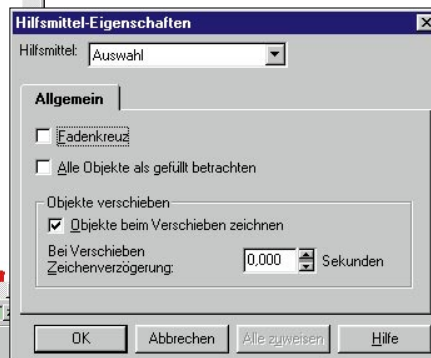 Hilfsmittel-Eigenschaften
Hilfsmittel: Auswahl
Allgemein
Fadenkreuz
Alle Objekte als gefüllt betrachten
Objekte verschieben
Objekte beim Verschieben zeichnen
Bei Verschieben
Zeichenverzögerung: 0,000 Sekunden
OK Abbrechen Alle zuweisen Hilfe